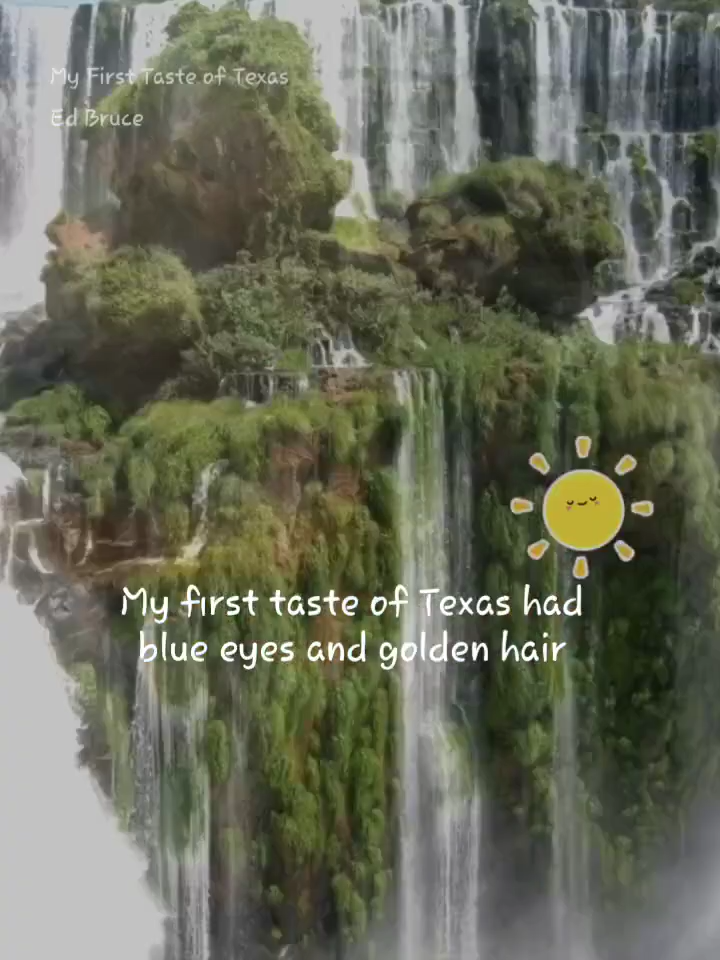 My First Taste of Texas
Ed Bruce
My first taste of Texas had
blue eyes and golden hair